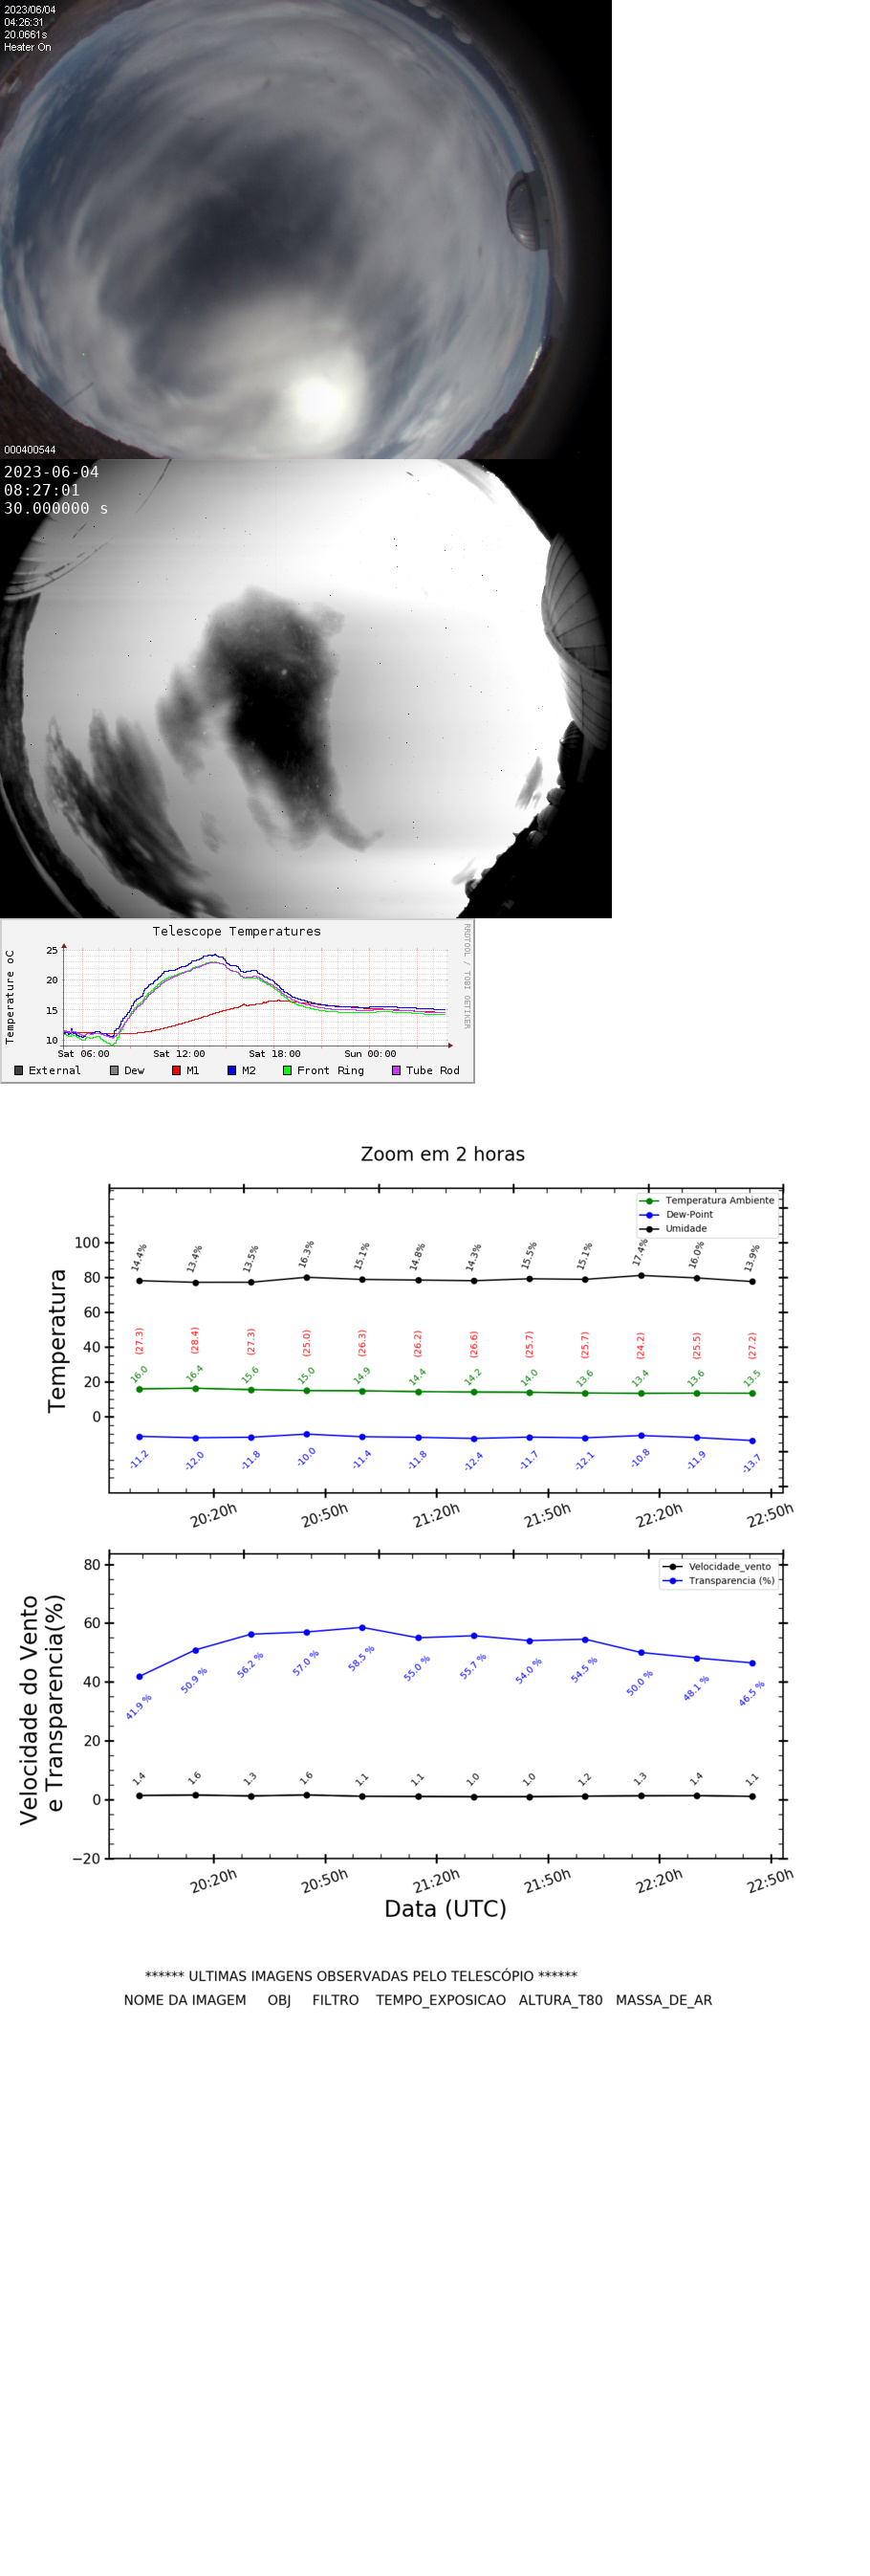 2023/06/04
04:26:31
20.0661s
Heater On
000400544
2023-06-04
08:27:01
30.000000 s
Telescope Temperatures
RRDTOOL / TOBI OETIKER
Temperature oC
25
20
15
10
Sat 06:00 Sat 12:00 Sat 18:00 Sun 00:00
External Dew M1 M2 Front Ring Tube Rod
Zoom em 2 horas
Temperatura Ambiente
Dew-Point
Umidade
Temperatura
100
80
60
40
20
0
14.4% 13.4% 13.5% 16.3% 15.1% 14.8% 14.3% 15.5% 15.1% 17.4% 16.0% 13.9%
(27.3) (28.4) (27.3) (25.0) (26.3) (26.2) (26.6) (25.7) (25.7) (24.2) (25.5) (27.2)
16.0 16.4 15.6 15.0 14.9 14.4 14.2 14.0 13.6 13.4 13.6 13.5
-11.2 -12.0 -11.8 -10.0 -11.4 -11.8 -12.4 -11.7 -12.1 -10.8 -11.9 -13.7
20:20h 20:50h 21:20h 21:50h 22:20h 22:50h
Velocidade_vento
Transparencia (%)
Velocidade do Vento
e Transparencia(%)
80
60
40
20
0
−20
41.9 % 50.9 % 56.2 % 57.0 % 58.5 % 55.0 % 55.7 % 54.0 % 54.5 % 50.0 % 48.1 % 46.5 %
1.4 1.6 1.3 1.6 1.1 1.1 1.0 1.0 1.2 1.3 1.4 1.1
20:20h 20:50h 21:20h 21:50h 22:20h 22:50h
Data (UTC)
****** ULTIMAS IMAGENS OBSERVADAS PELO TELESCÓPIO ******
NOME DA IMAGEM OBJ FILTRO TEMPO_EXPOSICAO ALTURA_T80 MASSA_DE_AR